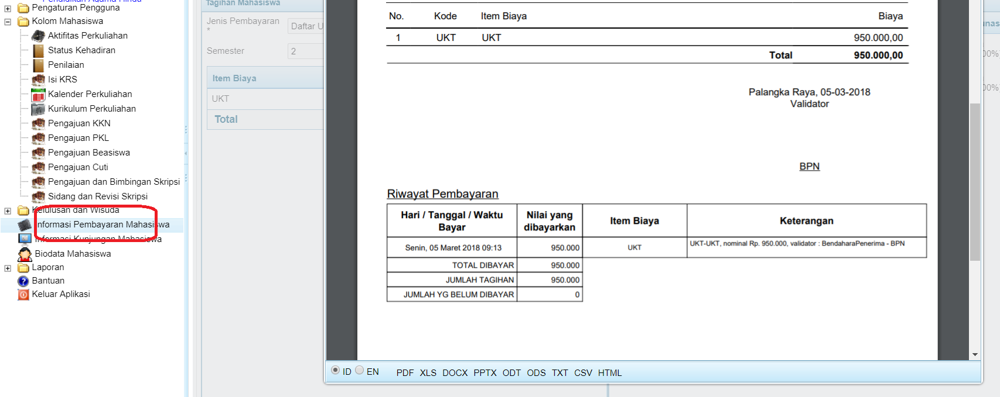 Pendidikan Agama Hindu
Pengaturan Pengguna
Kolom Mahasiswa
Aktifitas Perkuliahan
Status Kehadiran
Penilaian
Isi KRS
Kalender Perkuliahan
Kurikulum Perkuliahan
Pengajuan KKN
Pengajuan PKL
Pengajuan Beasiswa
Pengajuan Cuti
Pengajuan dan Bimbingan Skripsi
Sidang dan Revisi Skripsi
Kelulusan dan Wisuda
Informasi Pembayaran Mahasiswa
Informasi Kunjungan Mahasiswa
Biodata Mahasiswa
Laporan
Bantuan
Keluar Aplikasi
Tagihan Mahasiswa
Jenis Pembayaran
*
Daftar U
Semester
2
Item Biaya
UKT
Total
No. Kode Item Biaya Biaya
1 UKT UKT 950.000,00
Total 950.000,00
Palangka Raya, 05-03-2018
Validator
BPN
Riwayat Pembayaran
Hari / Tanggal / Waktu Bayar
Nilai yang dibayarkan
Item Biaya
Keterangan
Senin, 05 Maret 2018 09:13 950.000 UKT UKT-UKT, nominal Rp. 950.000, validator : BendaharaPenerima - BPN
TOTAL DIBAYAR 950.000
JUMLAH TAGIHAN 950.000
JUMLAH YG BELUM DIBAYAR 0
ID EN PDF XLS DOCX PPTX ODT ODS TXT CSV HTML
unas
00%
00%